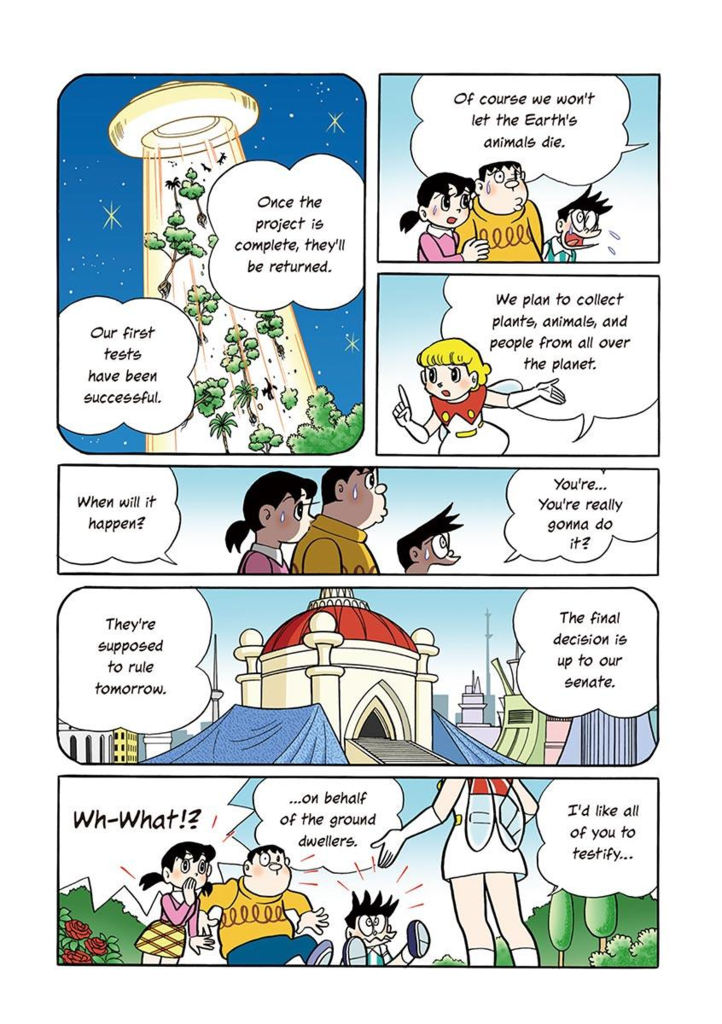 Of course we won't
let the Earth's
animals die.
We plan to collect
plants, animals, and
people from all over
the planet.
Once the
project is
complete, they'll
be returned.
Our first
tests
have been
successful.
You're...
You're really
gonna do
it?
When will it
happen?
The final
decision is
up to our
senate.
They're
supposed
to rule
tomorrow.
I'd like all
of you to
testify...
...on behalf
of the ground
dwellers.
Wh-What!?